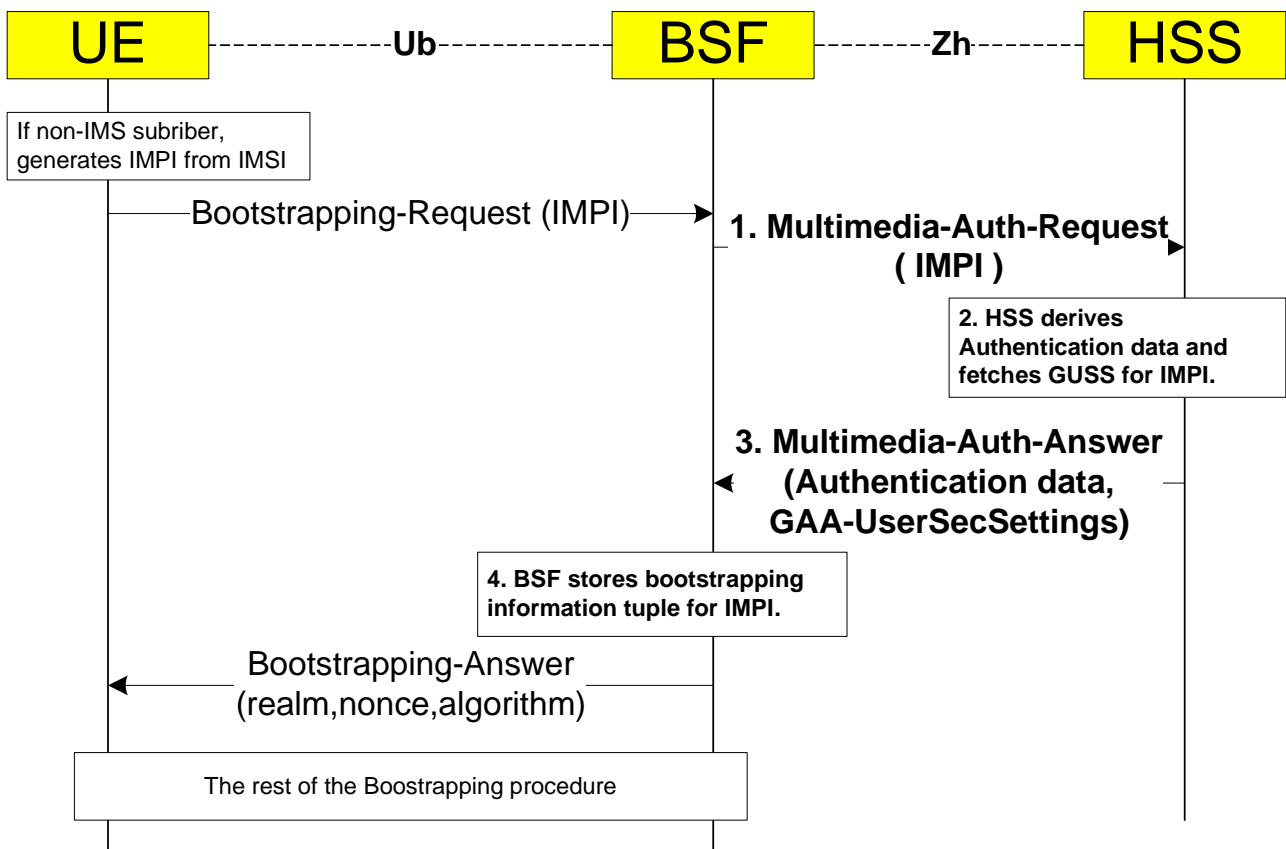 UE
Ub
BSF
Zh
HSS
If non-IMS subriber,
generates IMPI from IMSI
Bootstrapping-Request (IMPI)
1. Multimedia-Auth-Request
( IMPI )
2. HSS derives
Authentication data and
fetches GUSS for IMPI.
3. Multimedia-Auth-Answer
(Authentication data,
GAA-UserSecSettings)
4. BSF stores bootstrapping
information tuple for IMPI.
Bootstrapping-Answer
(realm,nonce,algorithm)
The rest of the Boostrapping procedure